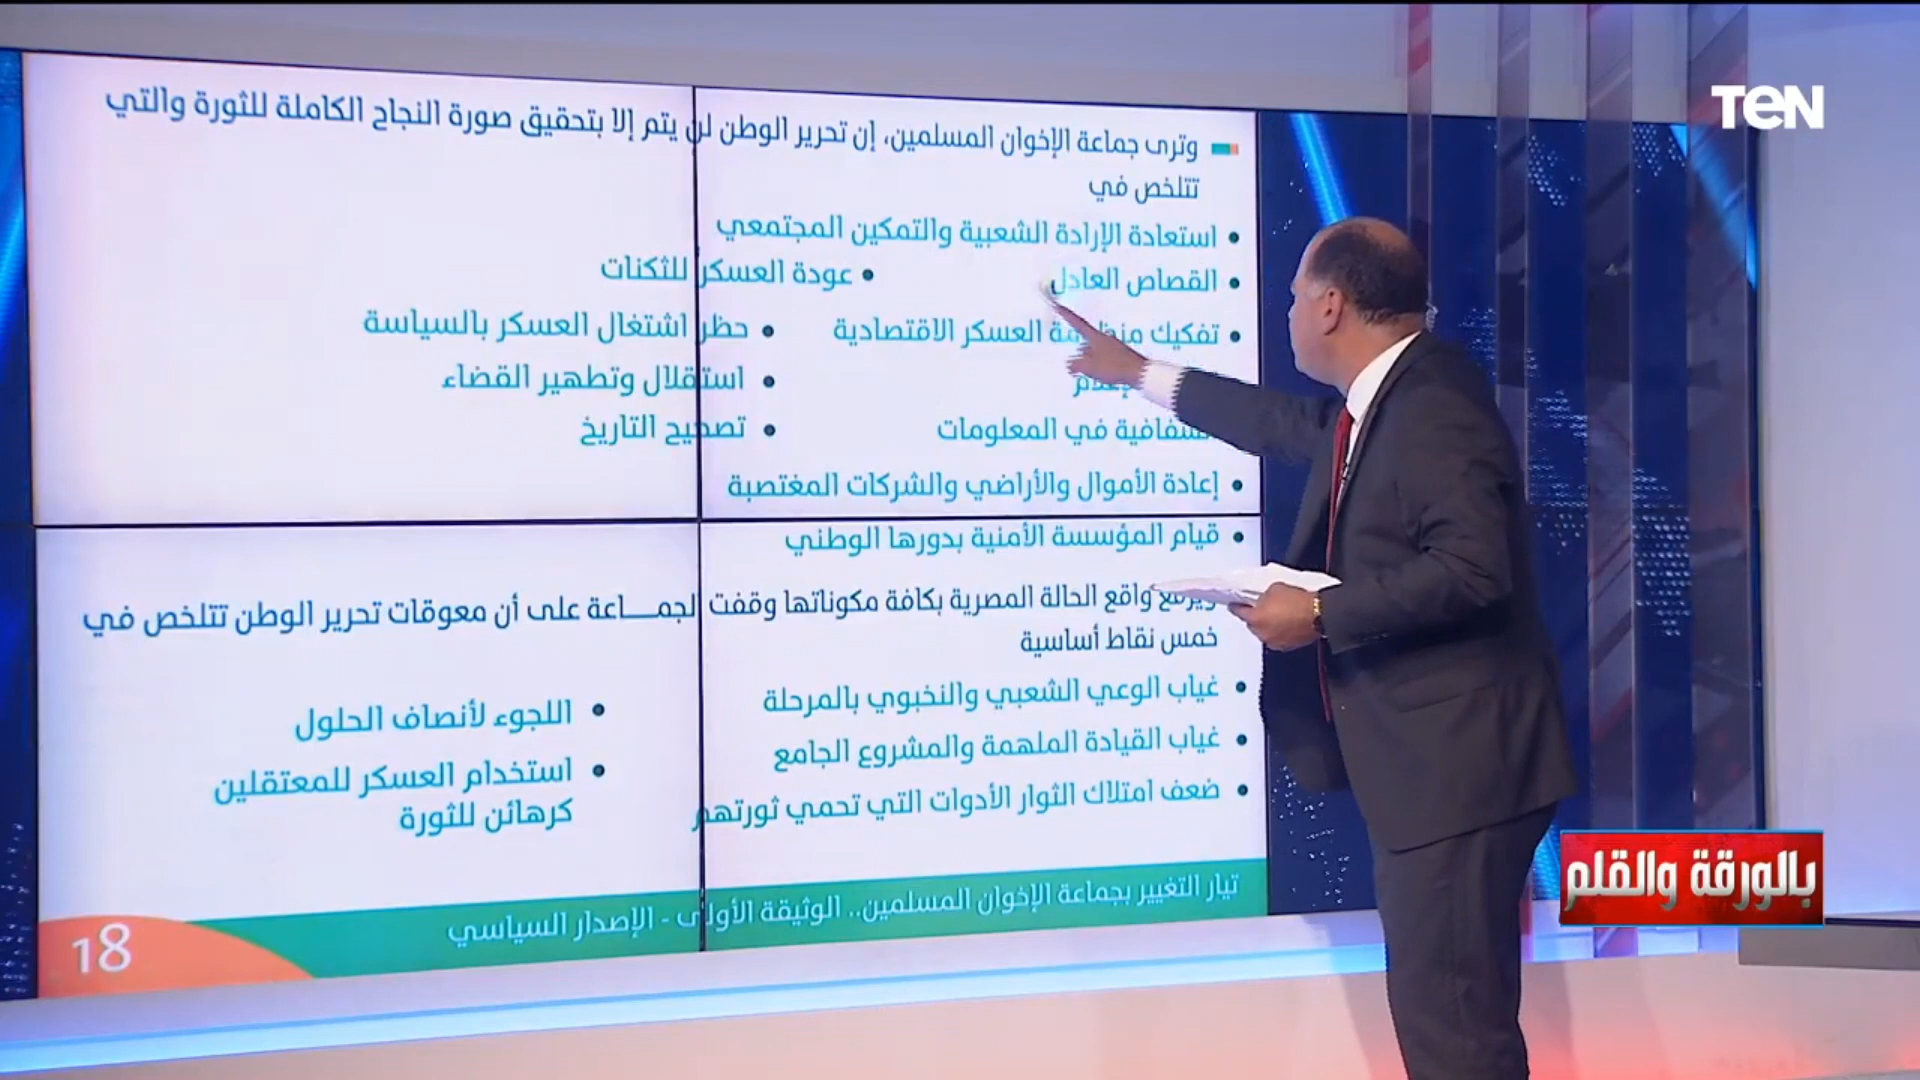 TEN
وترى جماعة الإخوان المسلمين، إن تحرير الوطن لن يتم إلا بتحقيق صورة النجاح الكاملة للثورة والتي
تتلخص في
• استعادة الإرادة الشعبية والتمكين المجتمعي
• القصاص العادل • عودة العسكر للثكنات
• تفكيك العسكر الاقتصادية • حظر اشتغال العسكر بالسياسة
• استقلال وتطهير القضاء
في المعلومات • تصحيح التاريخ
• إعادة الأموال والأراضي والشركات المغتصبة
• قيام المؤسسة الأمنية بدورها الوطني
واقع الحالة المصرية بكافة مكوناتها وقفت الجمـــاعة على أن معوقات تحرير الوطن تتلخص في
خمس نقاط أساسية
• غياب الوعي الشعبي والنخبوي بالمرحلة
• اللجوء لأنصاف الحلول
• غياب القيادة الملهمة والمشروع الجامع
• استخدام العسكر للمعتقلين
كرهائن للثورة
• ضعف امتلاك الثوار الأدوات التي تحمي ثورتهم
تيار التغيير بجماعة الإخوان المسلمين.. الوثيقة الأولى - الإصدار السياسي
18
بالورقة والقلم